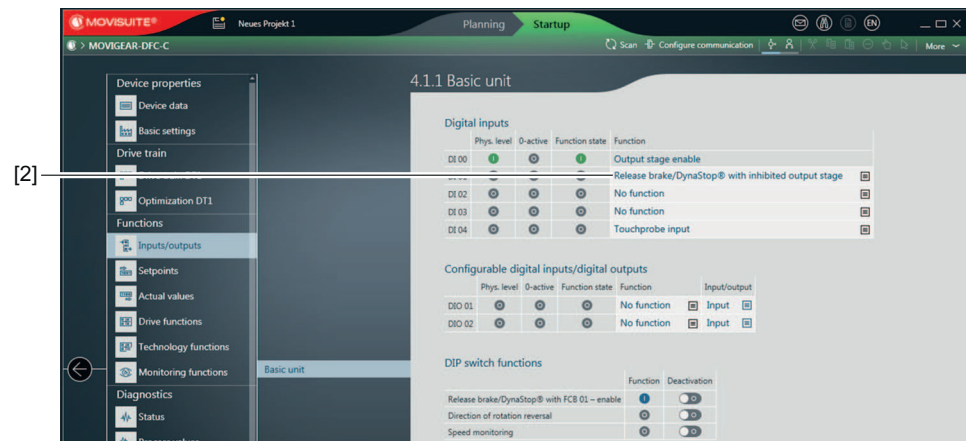 MOVISUITE® Neues Projekt 1 Planning Startup EN
> MOVIGEAR-DFC-C Scan Configure communication More
Device properties
Device data
Basic settings
Drive train
Optimization DT1
Functions
Inputs/outputs
Setpoints
Actual values
Drive functions
Technology functions
Monitoring functions
Diagnostics
Status
Basic unit
[2]
4.1.1 Basic unit
Digital inputs
Phys. level 0-active Function state Function
DI 00 Output stage enable
Release brake/DynaStop® with inhibited output stage
DI 02 No function
DI 03 No function
DI 04 Touchprobe input
Configurable digital inputs/digital outputs
Phys. level 0-active Function state Function Input/output
DIO 01 No function Input
DIO 02 No function Input
DIP switch functions
Function Deactivation
Release brake/DynaStop® with FCB 01 – enable
Direction of rotation reversal
Speed monitoring